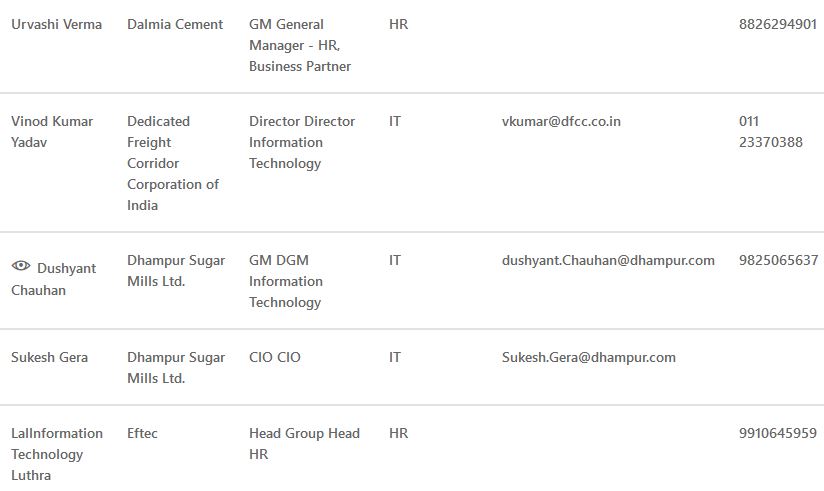 Urvashi Verma Dalmia Cement GM General HR 8826294901
Manager - HR,
Business Partner
Vinod Kumar Dedicated Director Director IT vkumar@dfcc.co.in 011
Yadav Freight Information 23370388
Corridor Technology
Corporation of
India
Dushyant Dhampur Sugar GM DGM IT dushyant.Chauhan@dhampur.com 9825065637
Chauhan Mills Ltd. Information
Technology
Sukesh Gera Dhampur Sugar CIO CIO IT Sukesh.Gera@dhampur.com
Mills Ltd.
LalInformation Eftec Head Group Head HR 9910645959
Technology HR
Luthra